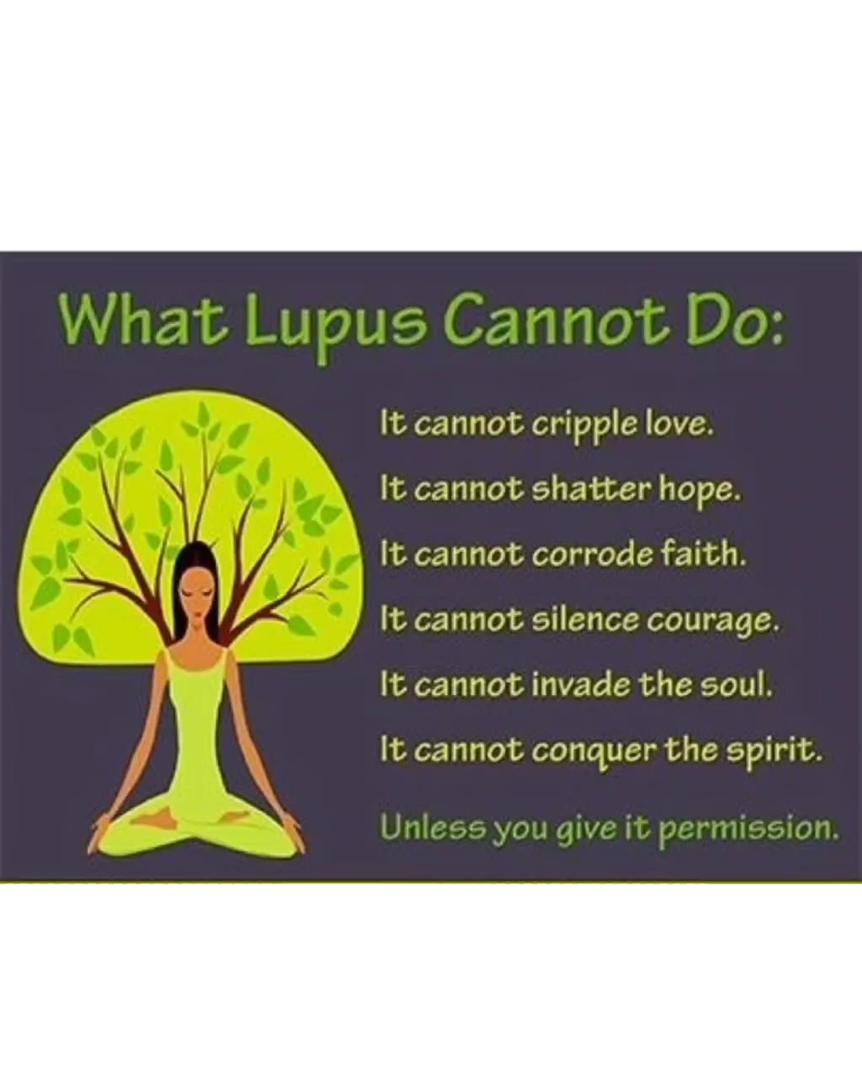 What Lupus Cannot Do:
It cannot cripple love.
It cannot shatter hope.
It cannot corrode faith.
It cannot silence courage.
It cannot invade the soul.
It cannot conquer the spirit.
Unless you give it permission.